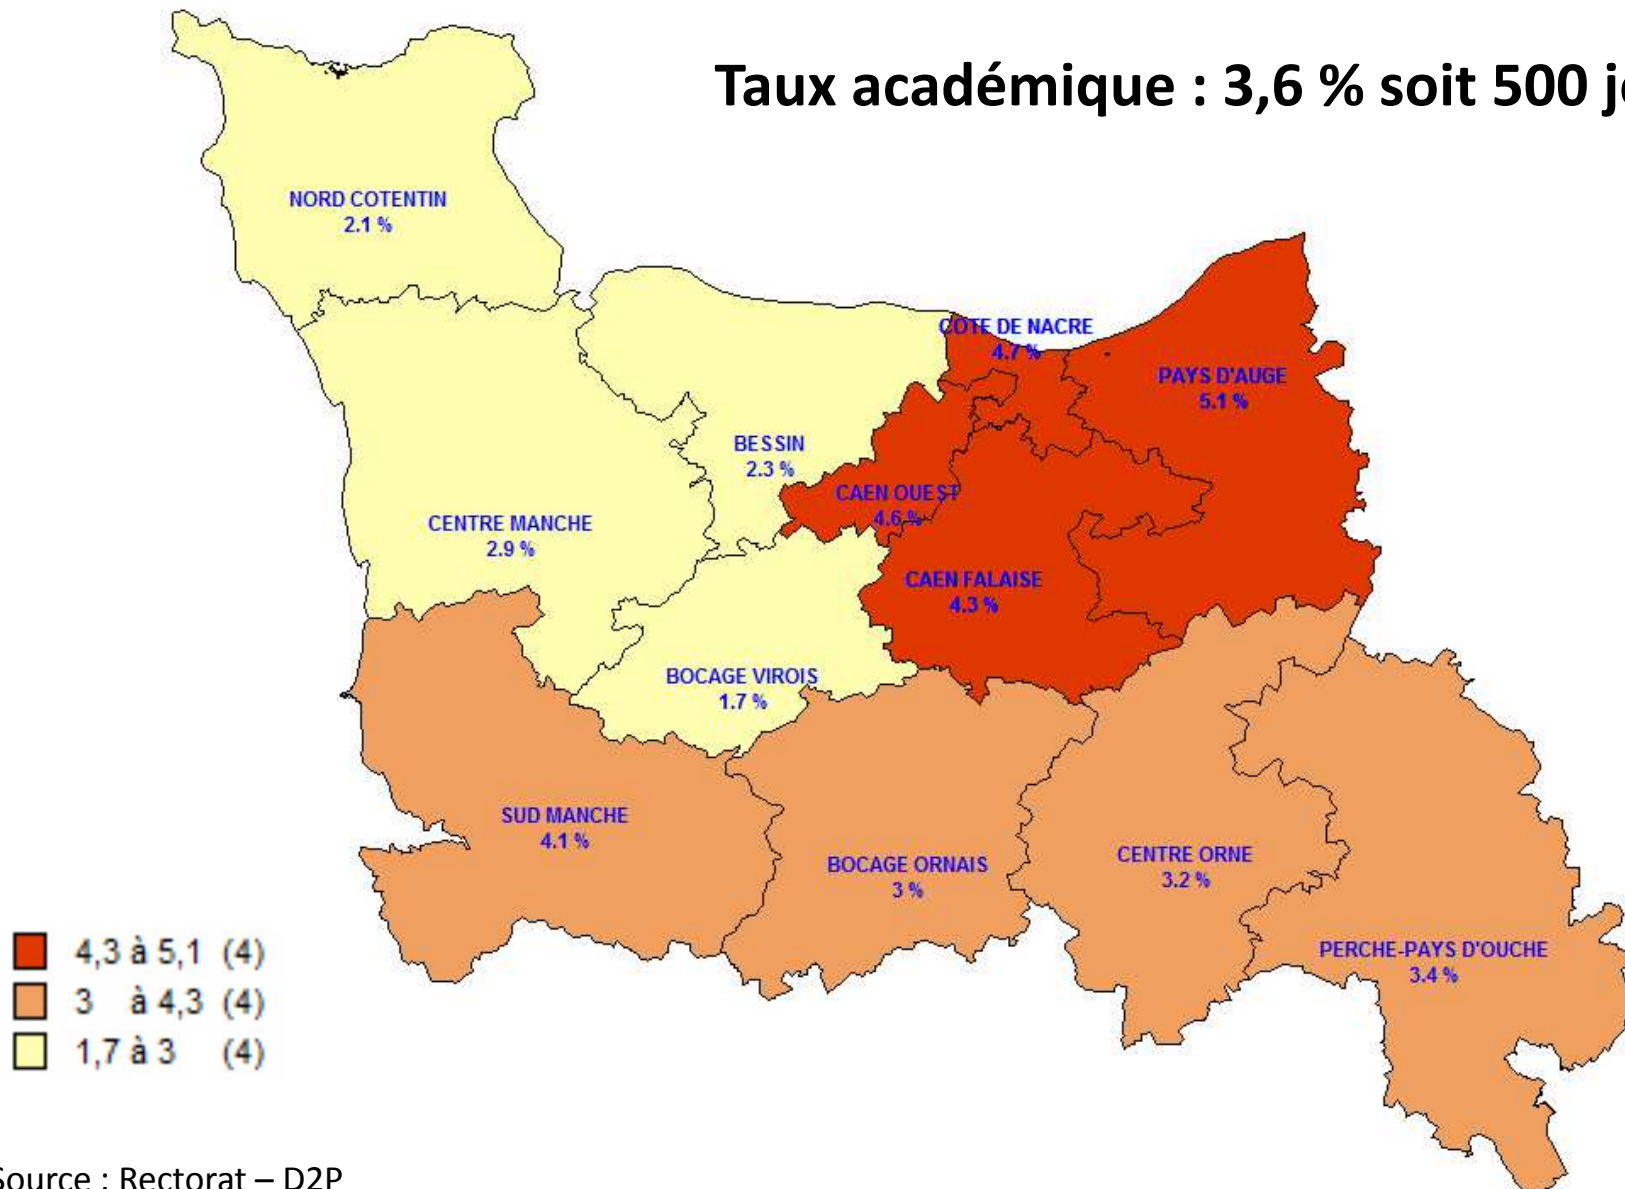 Taux académique : 3,6 % soit 500
NORD COTENTIN
2.1 %
COTE DE NACRE
4.7 %
PAYS D'AUGE
5.1 %
BESSIN
2.3 %
CAEN OUEST
4.6 %
CENTRE MANCHE
2.9 %
CAEN FALAISE
4.3 %
BOCAGE VIROIS
1.7 %
SUD MANCHE
4.1 %
BOCAGE ORNAIS
3 %
CENTRE ORNE
3.2 %
PERCHE-PAYS D'OUCHE
3.4 %
4,3 à 5,1 (4)
3 à 4,3 (4)
1,7 à 3 (4)
Source : Rectorat – D2P